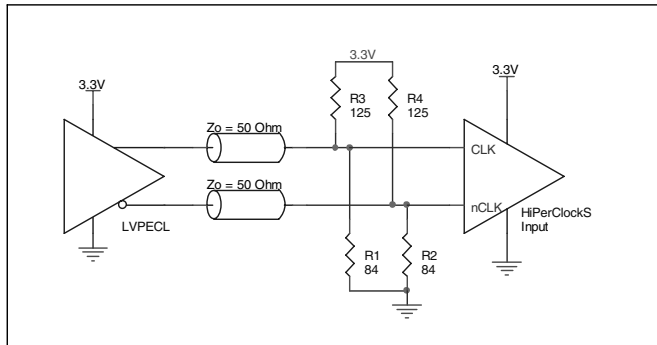 3.3V
3.3V
3.3V
R3
125
R4
125
Zo = 50 Ohm
CLK
Zo = 50 Ohm
nCLK
LVPECL
HiPerClockS
Input
R1
84
R2
84